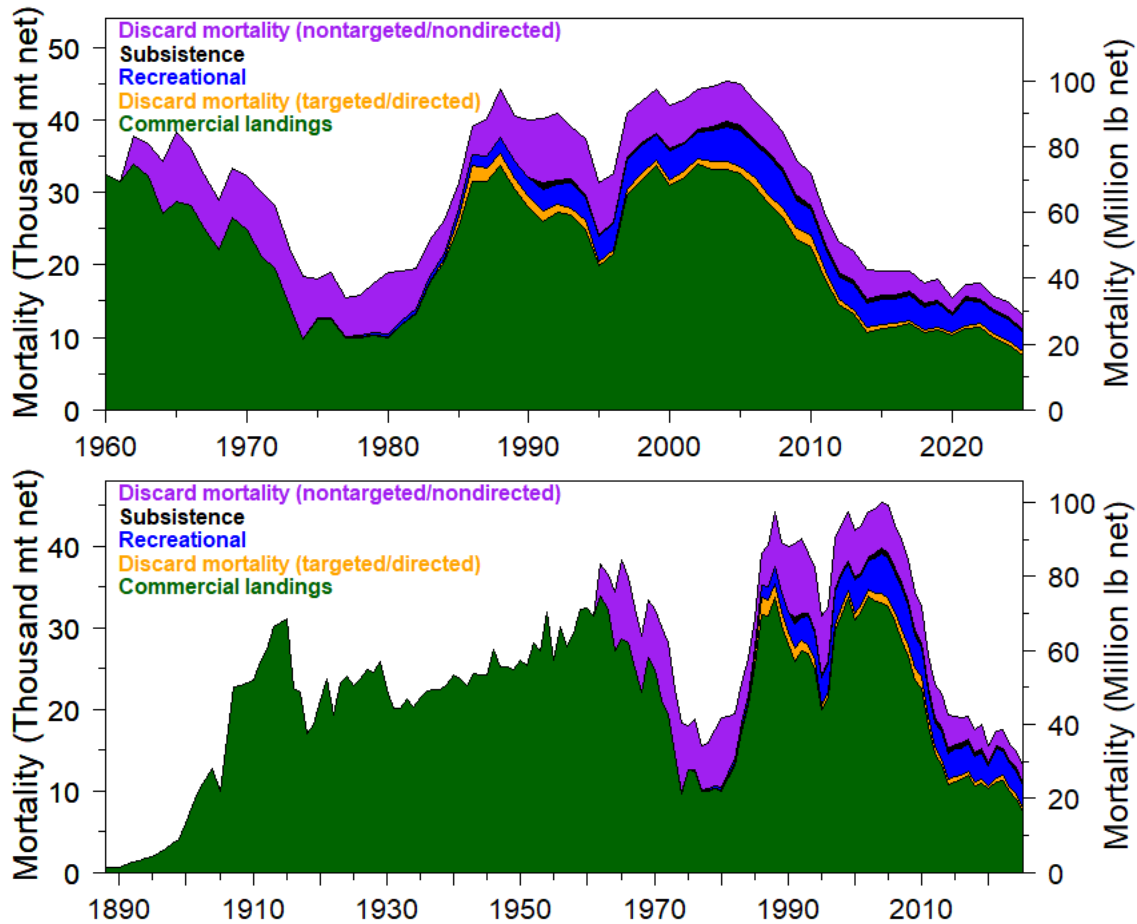 Mortality (Thousand mt net)
Discard mortality (nontargeted/nondirected)
Subsistence
Recreational
Discard mortality (targeted/directed)
Commercial landings
50
40
30
20
10
0
100
80
60
40
20
0
Mortality (Million lb net)
1960 1970 1980 1990 2000 2010 2020
Mortality (Thousand mt net)
Discard mortality (nontargeted/nondirected)
Subsistence
Recreational
Discard mortality (targeted/directed)
Commercial landings
40
30
20
10
0
100
80
60
40
20
0
Mortality (Million lb net)
1890 1910 1930 1950 1970 1990 2010